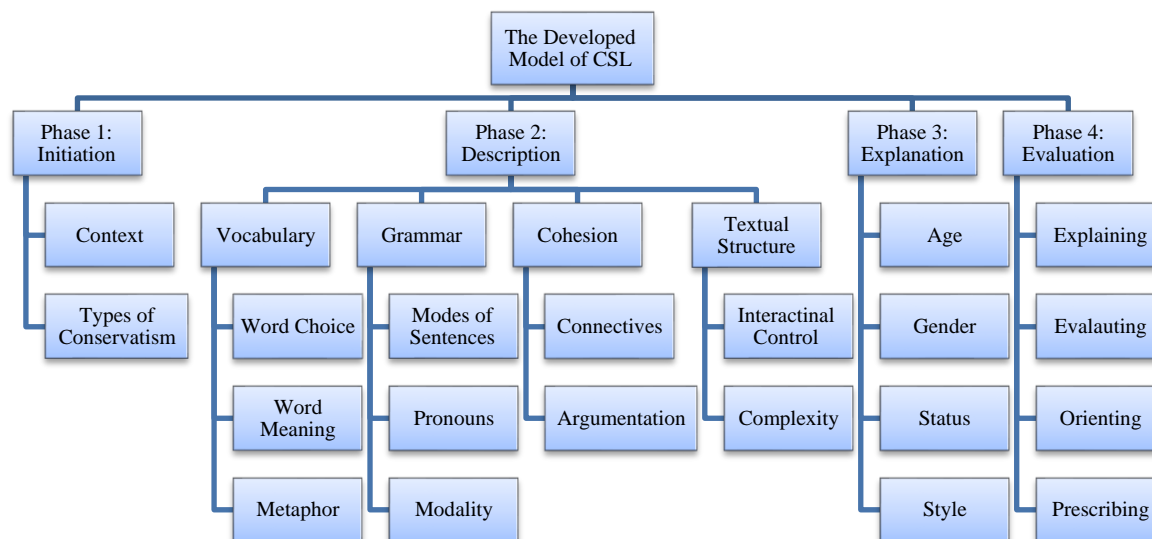 The Developed
Model of CSL
Phase 1:
Initiation
Context
Types of
Conservatism
Phase 2:
Description
Vocabulary
Word Choice
Word
Meaning
Metaphor
Grammar
Modes of
Sentences
Pronouns
Modality
Cohesion
Connectives
Argumentation
Textual
Structure
Interactinal
Control
Complexity
Phase 3:
Explanation
Age
Gender
Status
Style
Phase 4:
Evaluation
Explaining
Evalauting
Orienting
Prescribing